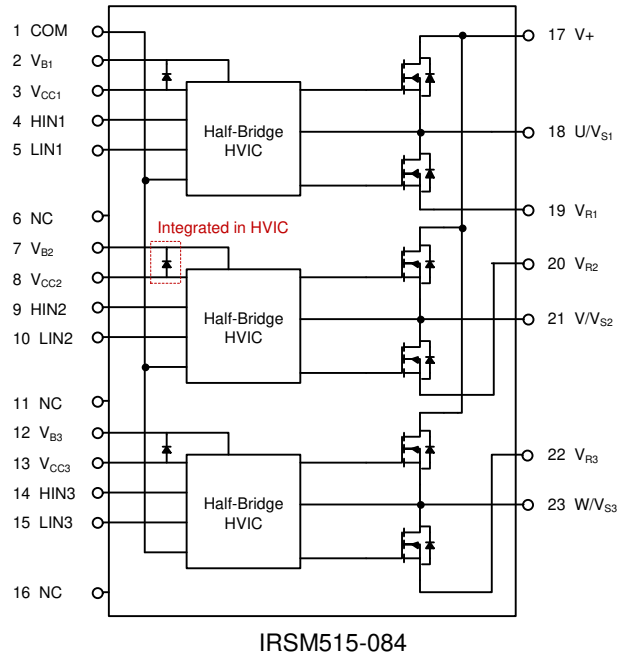 1 COM
2 VB1
3 VCC1
4 HIN1
5 LIN1
6 NC
7 VB2
8 VCC2
9 HIN2
10 LIN2
11 NC
12 VB3
13 VCC3
14 HIN3
15 LIN3
16 NC
Half-Bridge
HVIC
Integrated in HVIC
Half-Bridge
HVIC
Half-Bridge
HVIC
17 V+
18 U/VS1
19 VR1
20 VR2
21 V/VS2
22 VR3
23 W/VS3
IRSM515-084